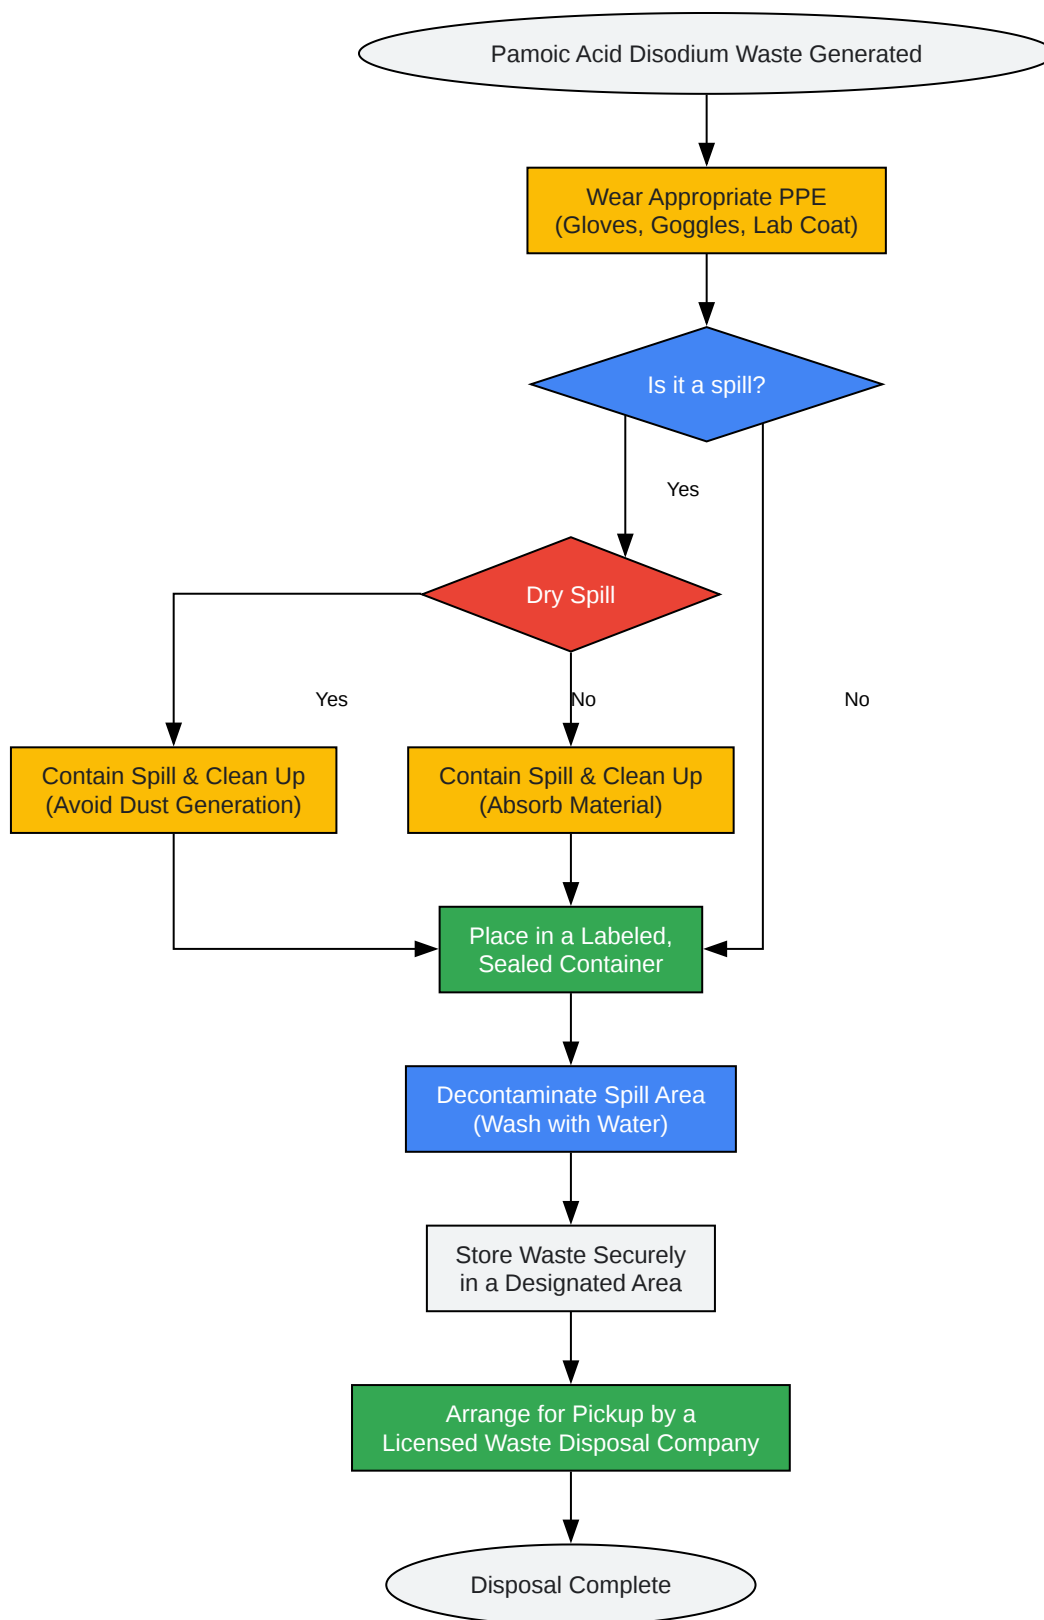 Pamoic Acid Disodium Waste Generated
Wear Appropriate PPE
(Gloves, Goggles, Lab Coat)
Is it a spill?
Yes
Dry Spill
Yes
No
No
Contain Spill & Clean Up
(Avoid Dust Generation)
Contain Spill & Clean Up
(Absorb Material)
Place in a Labeled,
Sealed Container
Decontaminate Spill Area
(Wash with Water)
Store Waste Securely
in a Designated Area
Arrange for Pickup by a
Licensed Waste Disposal Company
Disposal Complete